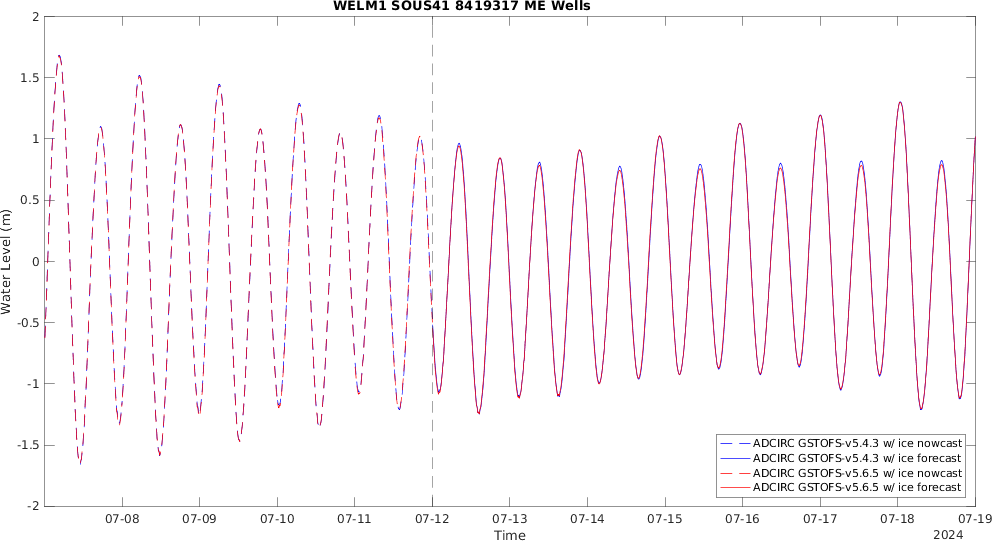 WELM1 SOUS41 8419317 ME Wells
2
1.5
1
0.5
0
-0.5
-1
-1.5
-2
Water Level (m)
ADCIRC GSTOFS-v5.4.3 w/ ice nowcast
ADCIRC GSTOFS-v5.4.3 w/ ice forecast
ADCIRC GSTOFS-v5.6.5 w/ ice nowcast
ADCIRC GSTOFS-v5.6.5 w/ ice forecast
07-08 07-09 07-10 07-11 07-12 07-13 07-14 07-15 07-16 07-17 07-18 07-19
Time
2024